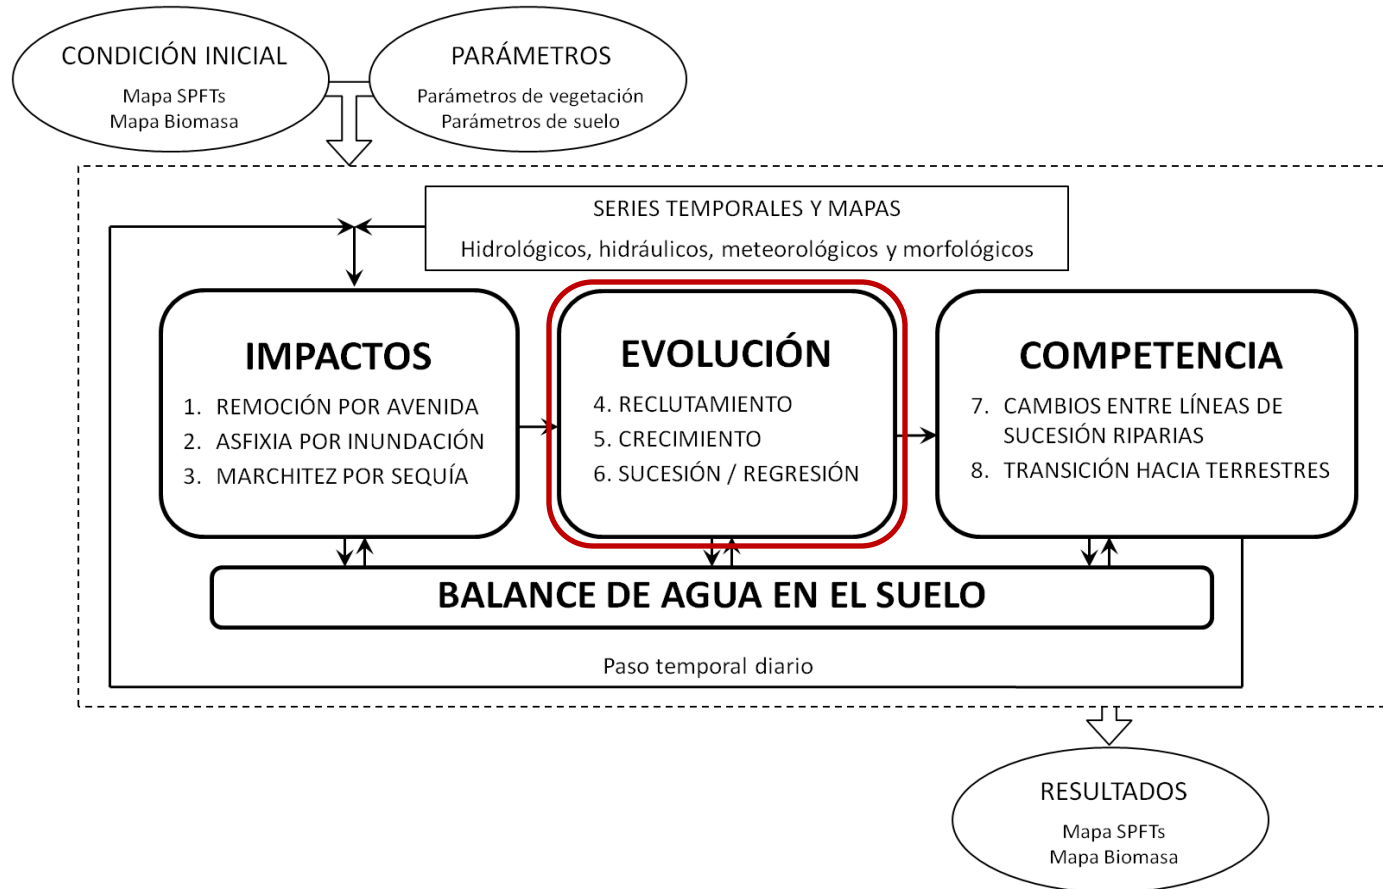 CONDICIÓN INICIAL
Mapa SPFTs
Mapa Biomasa
PARÁMETROS
Parámetros de vegetación
Parámetros de suelo
SERIES TEMPORALES Y MAPAS
Hidrológicos, hidráulicos, meteorológicos y morfológicos
IMPACTOS
1. REMOCIÓN POR AVENIDA
2. ASFIXIA POR INUNDACIÓN
3. MARCHITEZ POR SEQUÍA
EVOLUCIÓN
4. RECLUTAMIENTO
5. CRECIMIENTO
6. SUCESIÓN / REGRESIÓN
COMPETENCIA
7. CAMBIOS ENTRE LÍNEAS DE
SUCESIÓN RIPARIAS
8. TRANSICIÓN HACIA TERRESTRES
BALANCE DE AGUA EN EL SUELO
Paso temporal diario
RESULTADOS
Mapa SPFTs
Mapa Biomasa